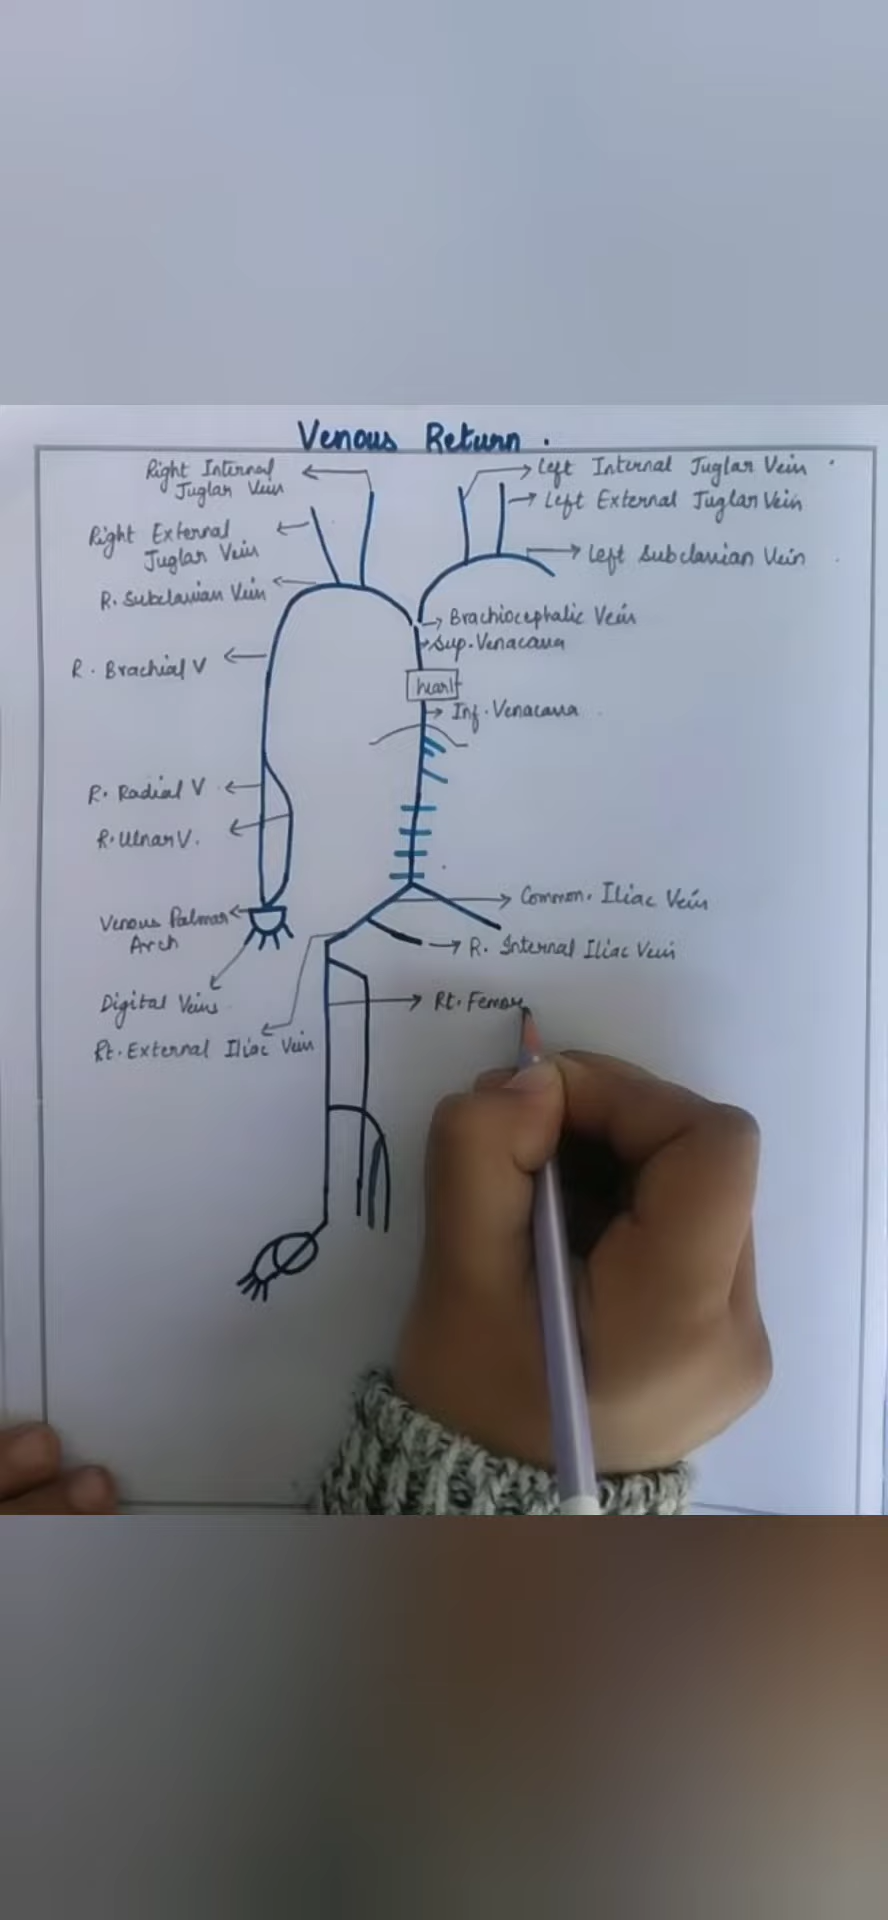 Venous Return.
Right Internal
Juglar Vein
Left Internal Juglar Vein
Left External Juglar Vein
Right External
Juglar Vein
Left Subclavian Vein
R. Subclavian Vein
Brachiocephalic Vein
Sup. Venacava
R. Brachial V
heart
Inf. Venacava
R. Radial V
R. Ulnar V.
Common. Iliac Vein
Venous Palmar
Arch
R. Internal Iliac Vein
Digital Veins
Rt. Femor
Rt. External Iliac Vein